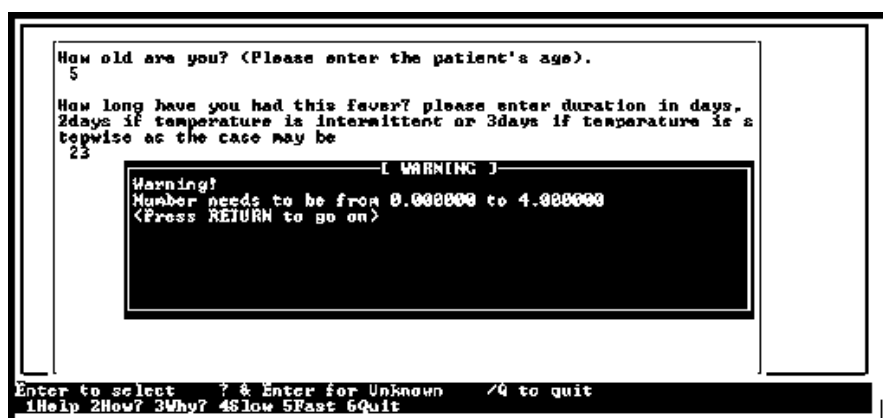 How old are you? (Please enter the patient's age).
5
How long have you had this fever? please enter duration in days,
2days if temperature is intermittent or 3days if temperature is s
tepwise as the case may be
23
[ WARNING ]
Warning!
Number needs to be from 0.000000 to 4.000000
(Press RETURN to go on)
Enter to select ? & Enter for Unknown /Q to quit
1Help 2How? 3Why? 4Slow 5Fast 6Quit